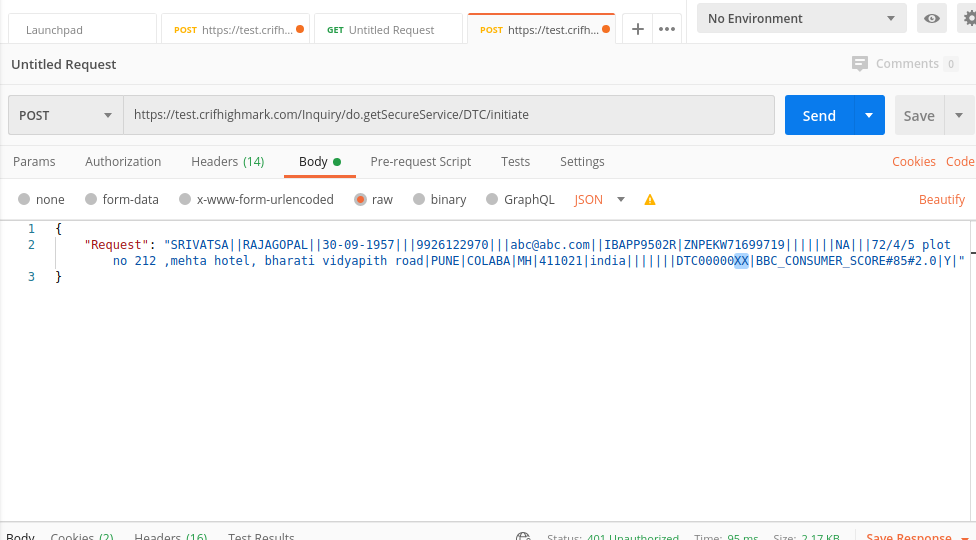 Launchpad
POST https://test.crifh...
GET Untitled Request
POST https://test.crifh...
No Environment
Untitled Request
Comments 0
POST
https://test.crifhighmark.com/Inquiry/do.getSecureService/DTC/initiate
Send
Save
Params Authorization Headers (14) Body Pre-request Script Tests Settings Cookies Code
none form-data x-www-form-urlencoded raw binary GraphQL JSON Beautify
1 {
2 "Request": "SRIVATSA||RAJAGOPAL||30-09-1957|||9926122970|||abc@abc.com||IBAPP9502R|ZNPEKW71699719|||||||NA|||72/4/5 plot
no 212 ,mehta hotel, bharati vidyapith road|PUNE|COLABA|MH|411021|india|||||||DTC00000XX|BBC_CONSUMER_SCORE#85#2.0|Y|"
3 }
Body Cookies (2) Headers (16) Test Results Status: 401 Unauthorized Time: 95 ms Size: 2.17 KB Save Response